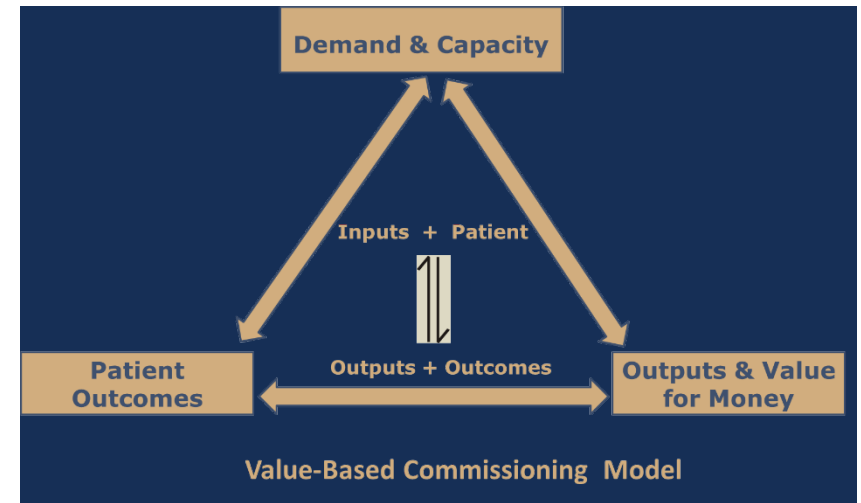 Demand & Capacity
Inputs + Patient
Outputs + Outcomes
Patient
Outcomes
Outputs & Value
for Money
Value-Based Commissioning Model